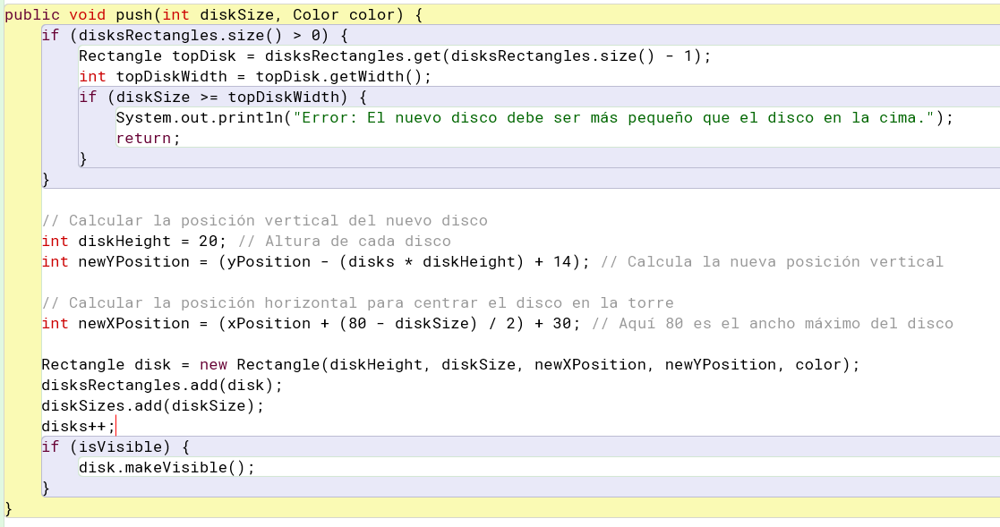 public void push(int diskSize, Color color) {
    if (disksRectangles.size() > 0) {
        Rectangle topDisk = disksRectangles.get(disksRectangles.size() - 1);
        int topDiskWidth = topDisk.getWidth();
        if (diskSize >= topDiskWidth) {
            System.out.println("Error: El nuevo disco debe ser más pequeño que el disco en la cima.");
            return;
        }
    }

    // Calcular la posición vertical del nuevo disco
    int diskHeight = 20; // Altura de cada disco
    int newYPosition = (yPosition - (disks * diskHeight) + 14); // Calcula la nueva posición vertical

    // Calcular la posición horizontal para centrar el disco en la torre
    int newXPosition = (xPosition + (80 - diskSize) / 2) + 30; // Aquí 80 es el ancho máximo del disco

    Rectangle disk = new Rectangle(diskHeight, diskSize, newXPosition, newYPosition, color);
    disksRectangles.add(disk);
    diskSizes.add(diskSize);
    disks++;
    if (isVisible) {
        disk.makeVisible();
    }
}